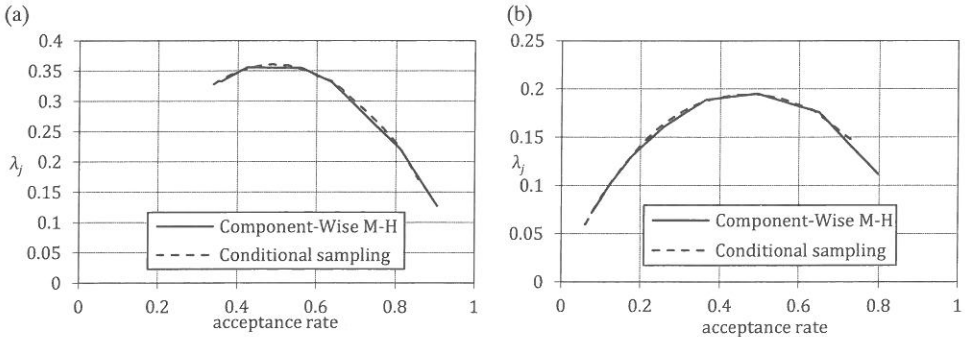 (a)
0.4
0.35
0.3
0.25
λj 0.2
0.15
0.1
0.05
0
Component-Wise M-H
Conditional sampling
0 0.2 0.4 0.6 0.8 1
acceptance rate
(b)
0.25
0.2
0.15
λj
0.1
0.05
0
Component-Wise M-H
Conditional sampling
0 0.2 0.4 0.6 0.8 1
acceptance rate